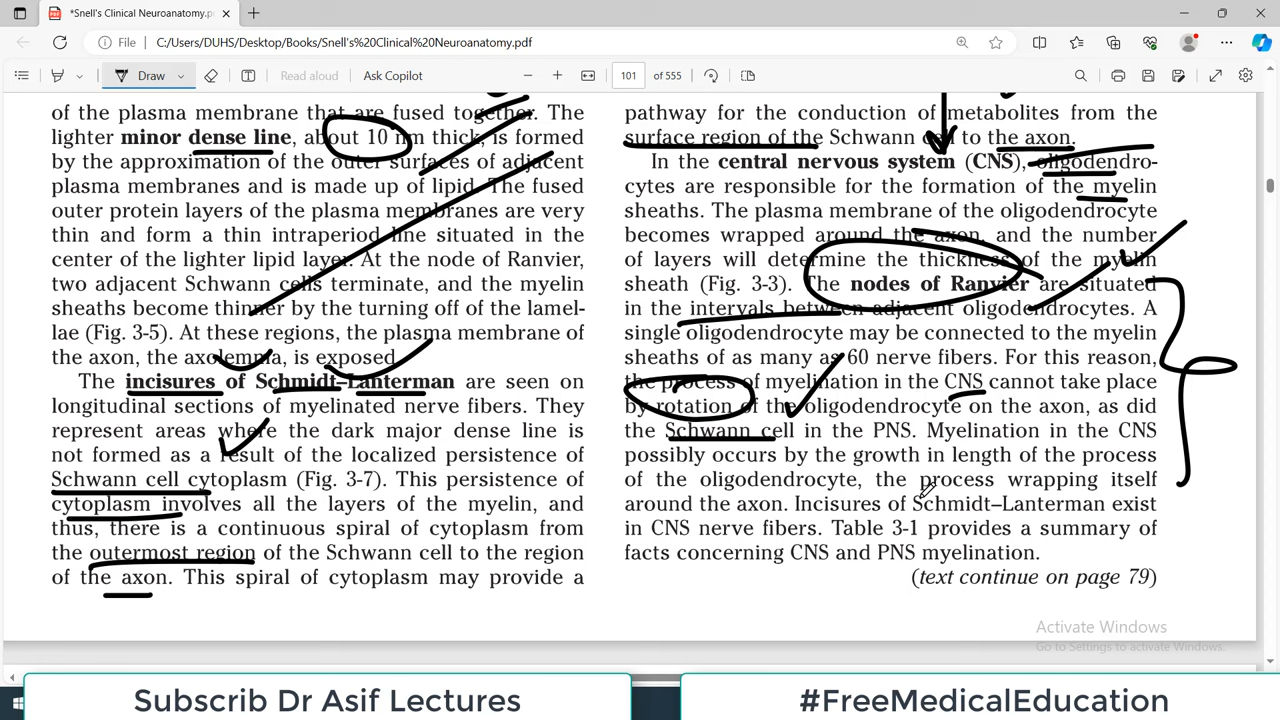 *Snell's Clinical Neuroanatomy.p
File
C:/Users/DUHS/Desktop/Books/Snell's%20Clinical%20Neuroanatomy.pdf
Draw
Read aloud
Ask Copilot
101 of 555
of the plasma membrane that are fused together. The
lighter minor dense line, about 10 nm thick, is formed
by the approximation of the outer surfaces of adjacent
plasma membranes and is made up of lipid. The fused
outer protein layers of the plasma membranes are very
thin and form a thin intraperiod line situated in the
center of the lighter lipid layer. At the node of Ranvier,
two adjacent Schwann cells terminate, and the myelin
sheaths become thinner by the turning off of the lamel-
lae (Fig. 3-5). At these regions, the plasma membrane of
the axon, the axolemma, is exposed.
The incisures of Schmidt–Lanterman are seen on
longitudinal sections of myelinated nerve fibers. They
represent areas where the dark major dense line is
not formed as a result of the localized persistence of
Schwann cell cytoplasm (Fig. 3-7). This persistence of
cytoplasm involves all the layers of the myelin, and
thus, there is a continuous spiral of cytoplasm from
the outermost region of the Schwann cell to the region
of the axon. This spiral of cytoplasm may provide a
pathway for the conduction of metabolites from the
surface region of the Schwann cell to the axon.
In the central nervous system (CNS), oligodendro-
cytes are responsible for the formation of the myelin
sheaths. The plasma membrane of the oligodendrocyte
becomes wrapped around the axon, and the number
of layers will determine the thickness of the myelin
sheath (Fig. 3-3). The nodes of Ranvier are situated
in the intervals between adjacent oligodendrocytes. A
single oligodendrocyte may be connected to the myelin
sheaths of as many as 60 nerve fibers. For this reason,
the process of myelination in the CNS cannot take place
by rotation of the oligodendrocyte on the axon, as did
the Schwann cell in the PNS. Myelination in the CNS
possibly occurs by the growth in length of the process
of the oligodendrocyte, the process wrapping itself
around the axon. Incisures of Schmidt–Lanterman exist
in CNS nerve fibers. Table 3-1 provides a summary of
facts concerning CNS and PNS myelination.
(text continue on page 79)
Activate Windows
Go to Settings to activate Windows.
Subscrib Dr Asif Lectures
#FreeMedicalEducation